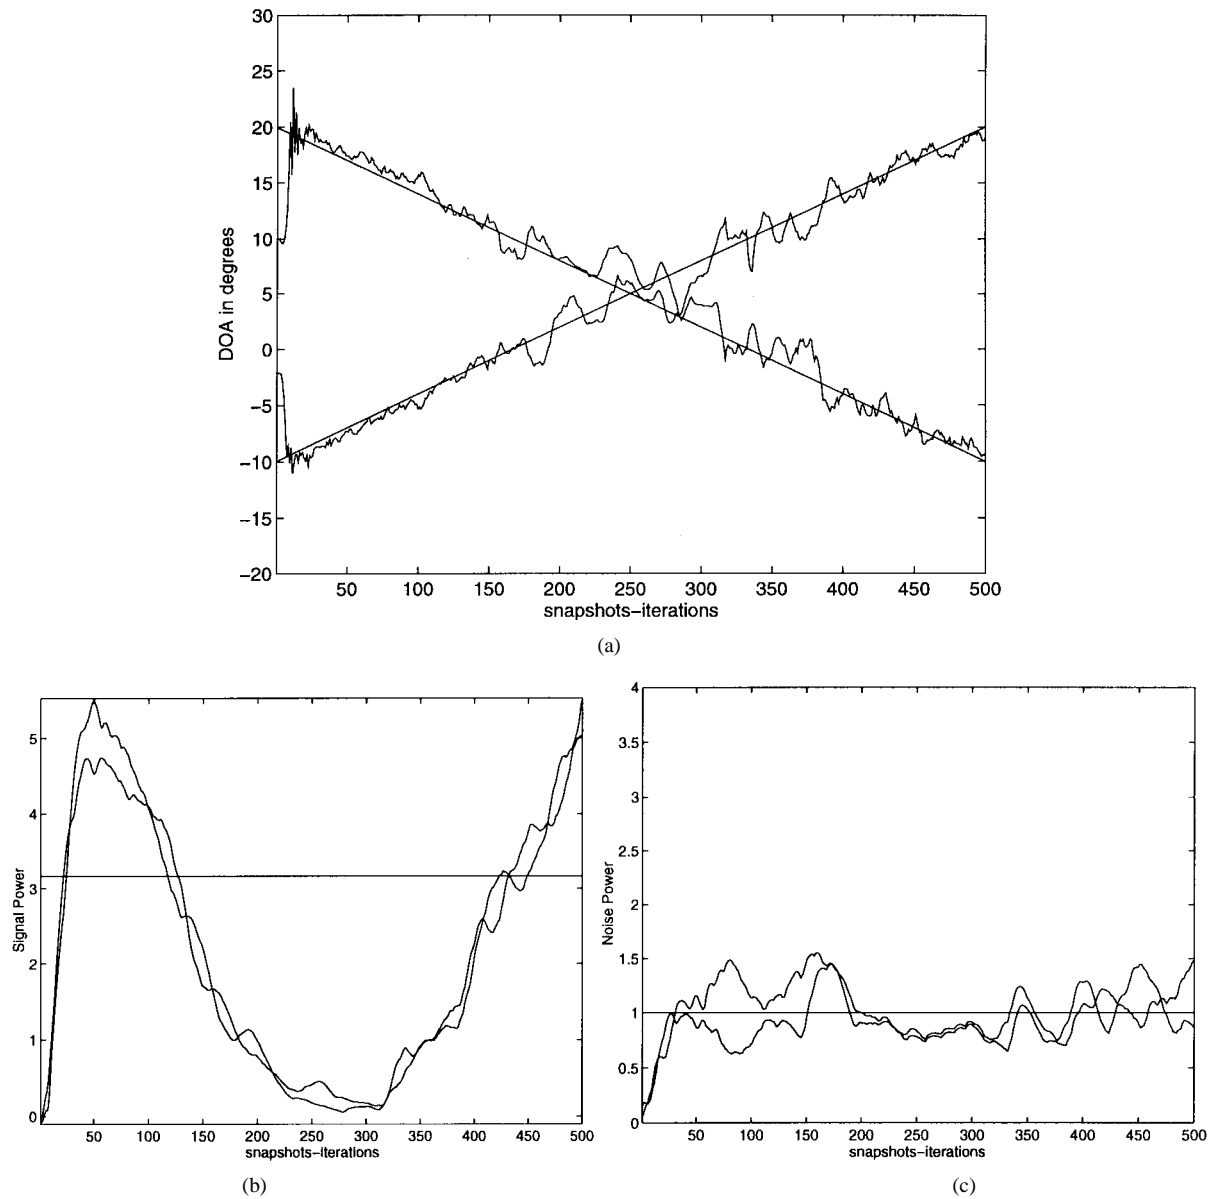 30
25
20
15
10
5
0
−5
−10
−15
−20
DOA in degrees
50 100 150 200 250 300 350 400 450 500
snapshots−iterations
(a)
5
4
3
2
1
0
Signal Power
50 100 150 200 250 300 350 400 450 500
snapshots−iterations
(b)
4
3.5
3
2.5
2
1.5
1
0.5
0
Noise Power
50 100 150 200 250 300 350 400 450 500
snapshots−iterations
(c)